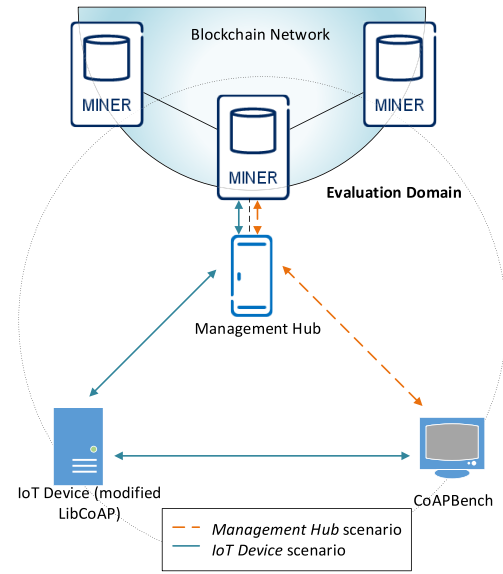 Blockchain Network
MINER
MINER
MINER
Evaluation Domain
Management Hub
IoT Device (modified
LibCoAP)
CoAPBench
Management Hub scenario
IoT Device scenario